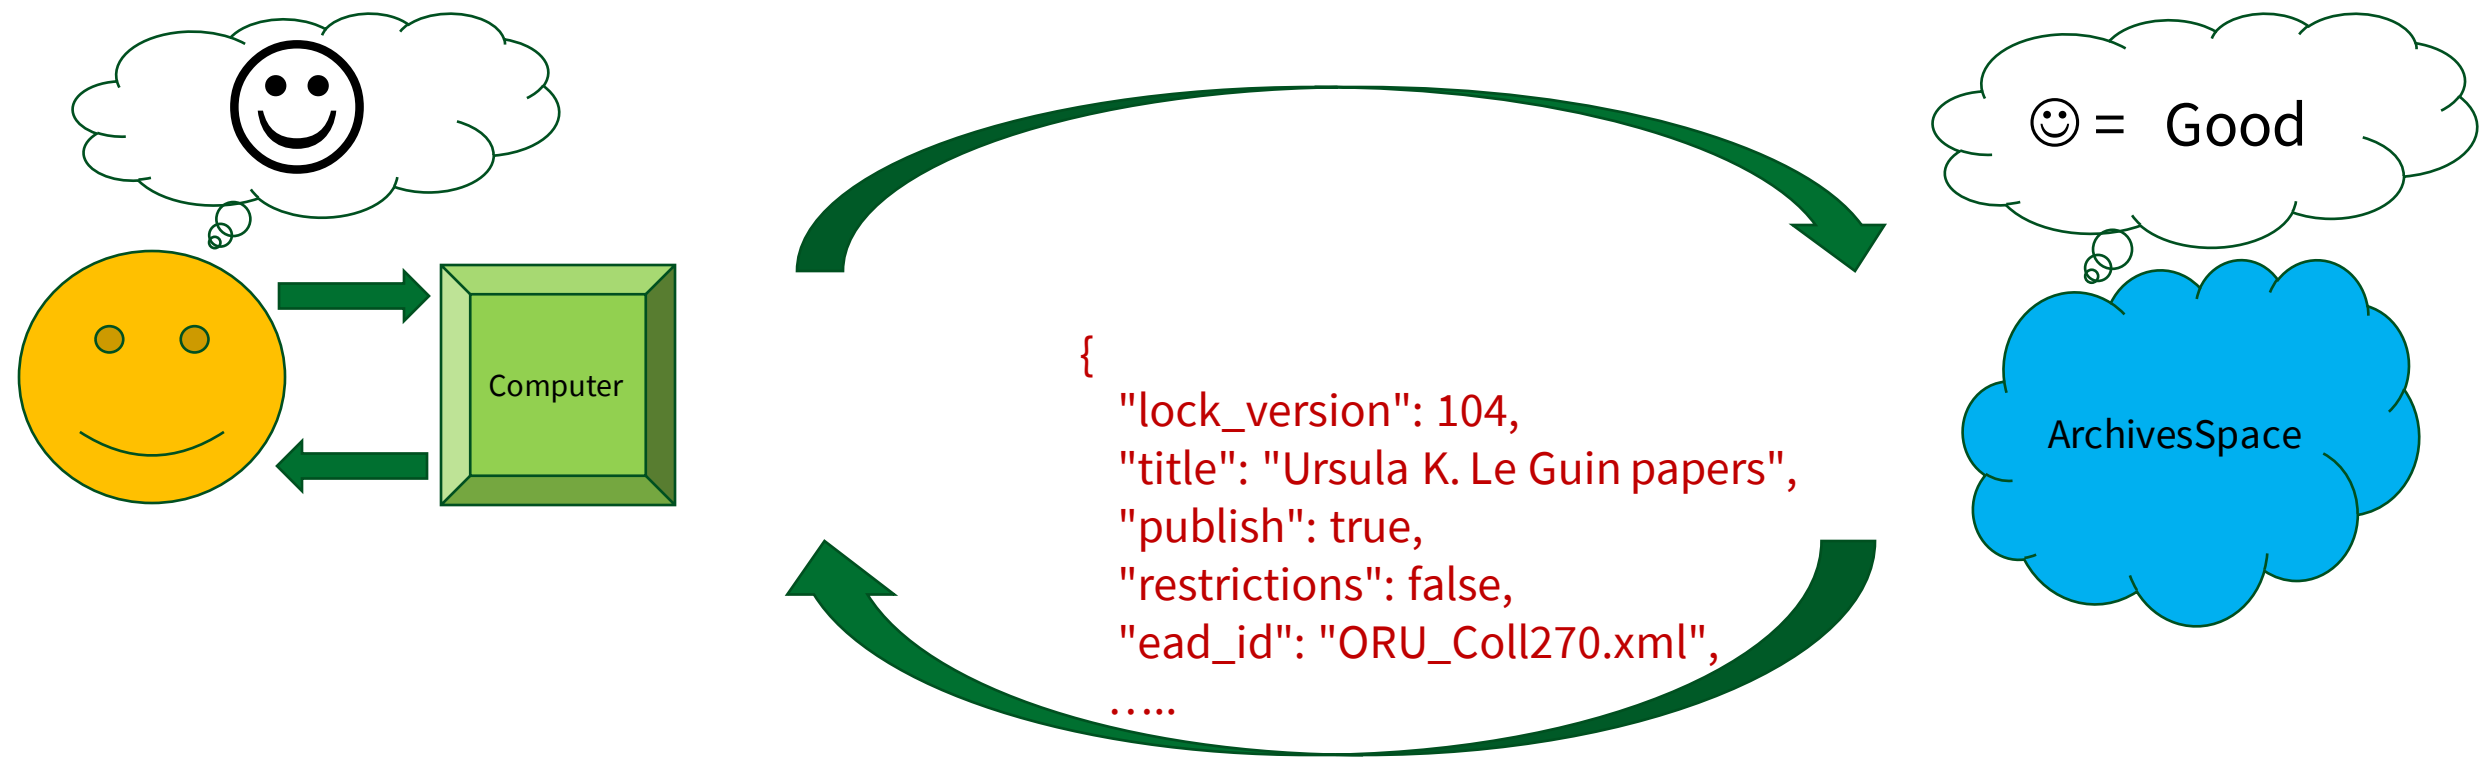 ☺= Good
Computer
ArchivesSpace
{
"lock_version": 104,
"title": "Ursula K. Le Guin papers",
"publish": true,
"restrictions": false,
"ead_id": "ORU_Coll270.xml",
…..